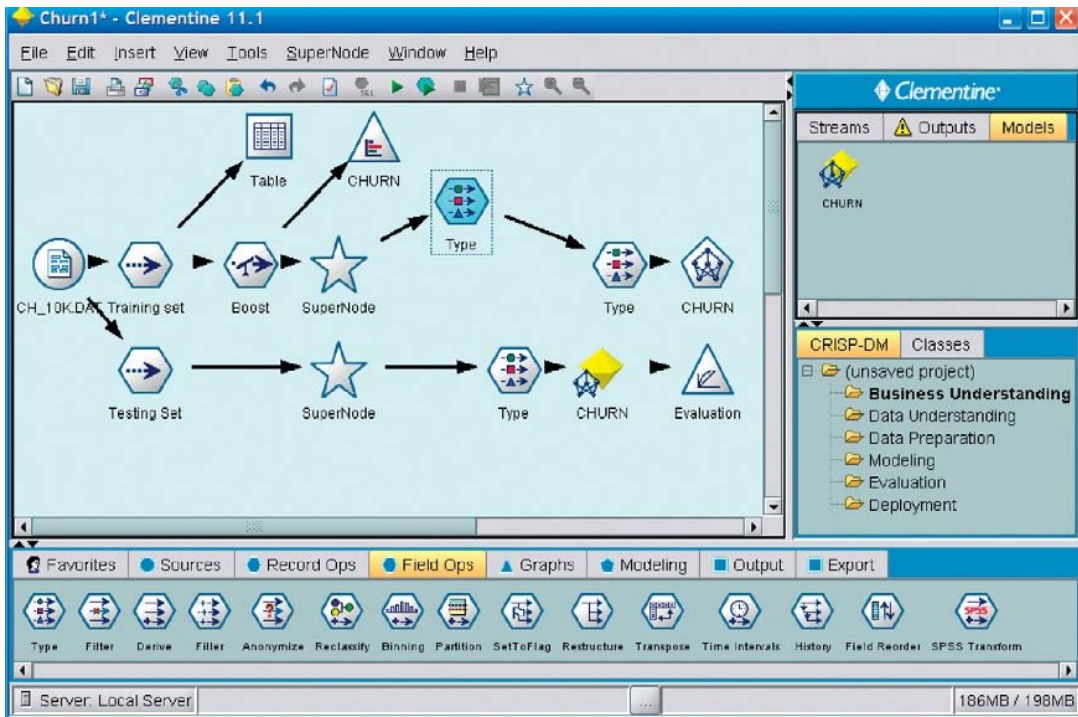 Churn1* - Clementine 11.1
File Edit Insert View Tools SuperNode Window Help
SEL
Clementine
Streams Outputs Models
CHURN
Table CHURN
Type
CH_10K.DAT Training set Boost SuperNode Type CHURN
Testing Set SuperNode Type CHURN Evaluation
CRISP-DM Classes
(unsaved project)
Business Understanding
Data Understanding
Data Preparation
Modeling
Evaluation
Deployment
Favorites Sources Record Ops Field Ops Graphs Modeling Output Export
SPSS
Type Filter Derive Filler Anonymize Reclassify Binning Partition SetToFlag Restructure Transpose Time Intervals History Field Reorder SPSS Transform
Server: Local Server ... 186MB / 198MB